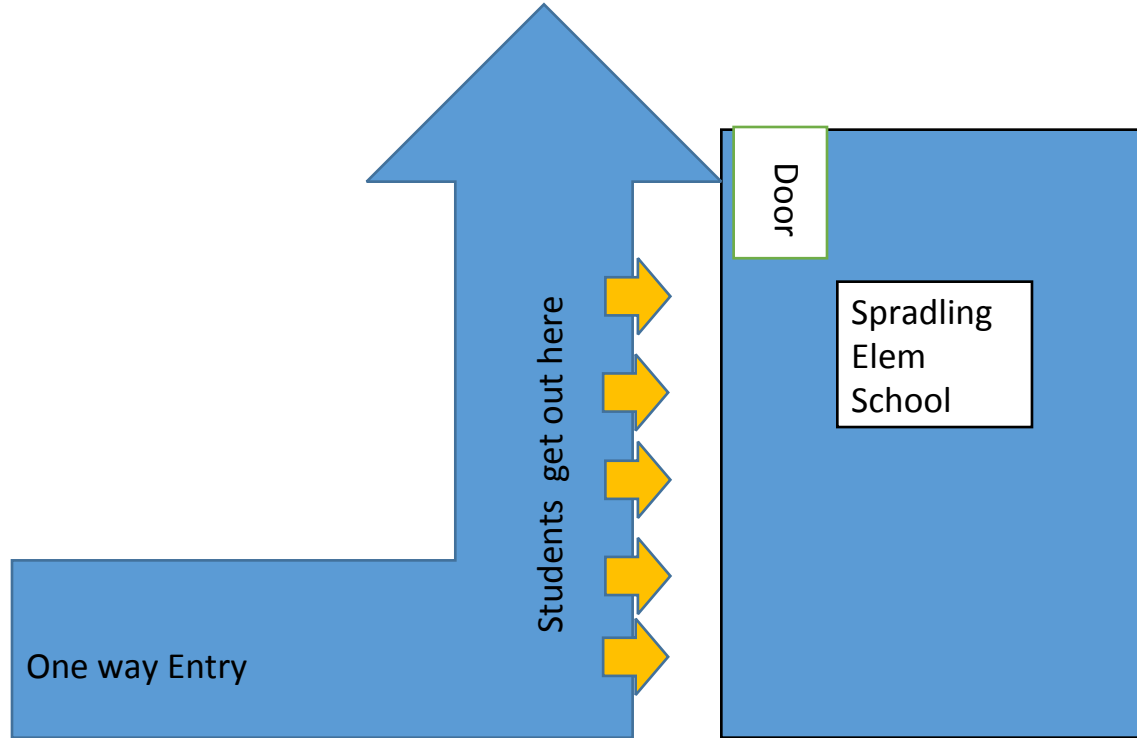 Door
Spradling
Elem
School
Students  get out here
One way Entry